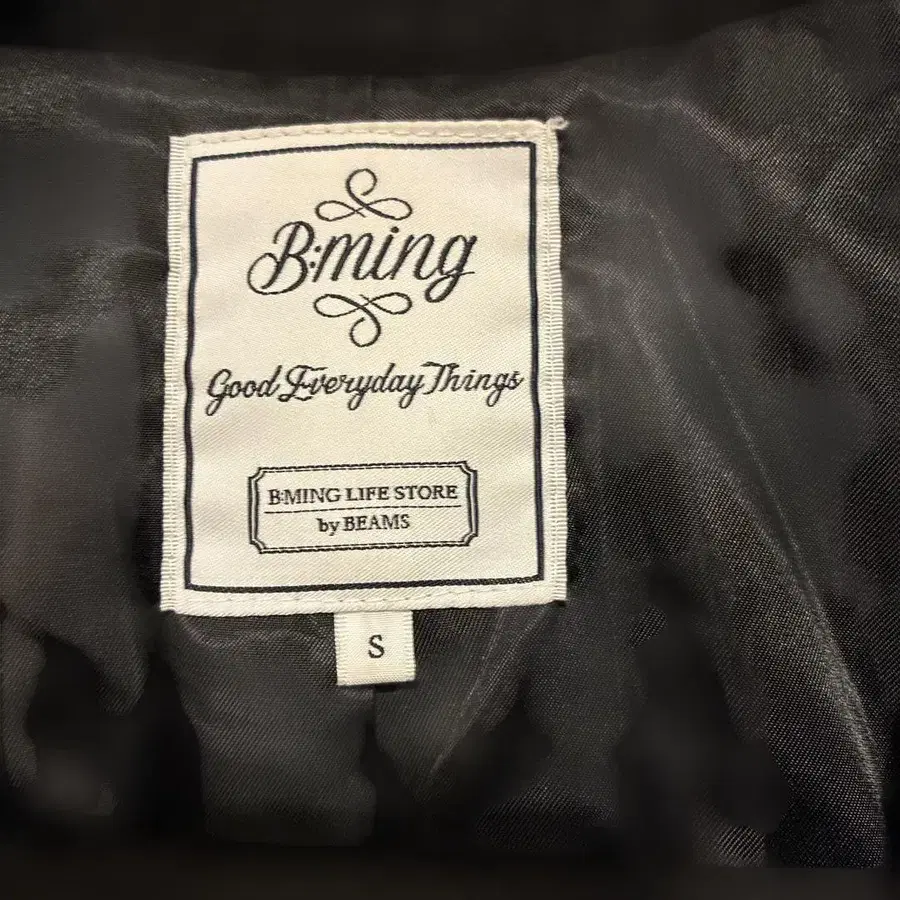 B:ming
Good Everyday Things
B:MING LIFE STORE
by BEAMS
S